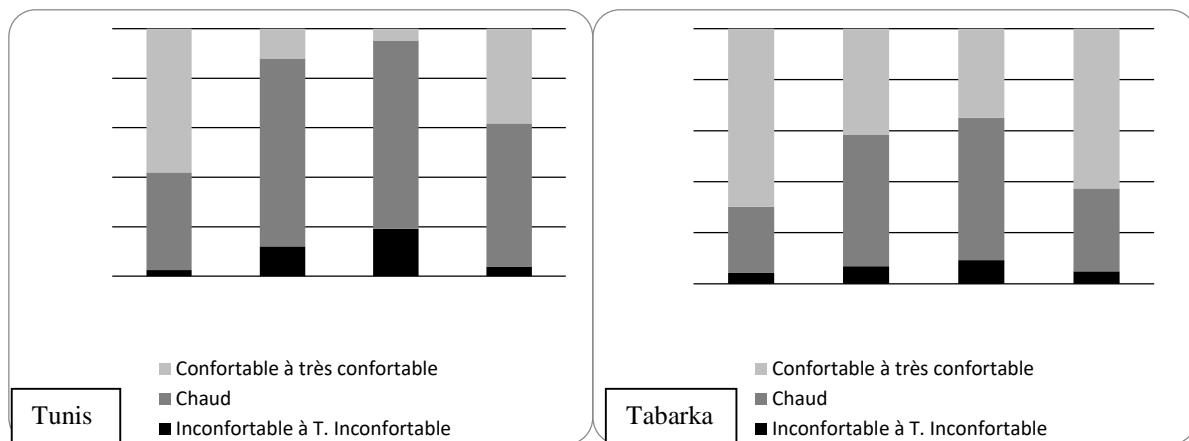 Confortable à très confortable
Chaud
Inconfortable à T. Inconfortable
Tunis
Confortable à très confortable
Chaud
Inconfortable à T. Inconfortable
Tabarka